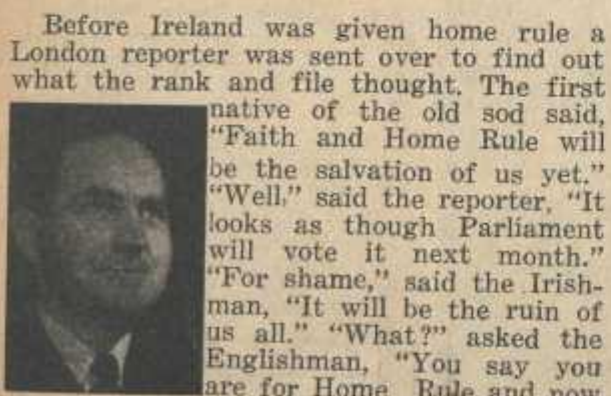 Before Ireland was given home rule a
London reporter was sent over to find out
what the rank and file thought. The first
native of the old sod said,
"Faith and Home Rule will
be the salvation of us yet."
"Well," said the reporter, "It
looks as though Parliament
will vote it next month."
"For shame," said the Irish-
man, "It will be the ruin of
us all." "What?" asked the
Englishman, "You say you
are for Home Rule and now